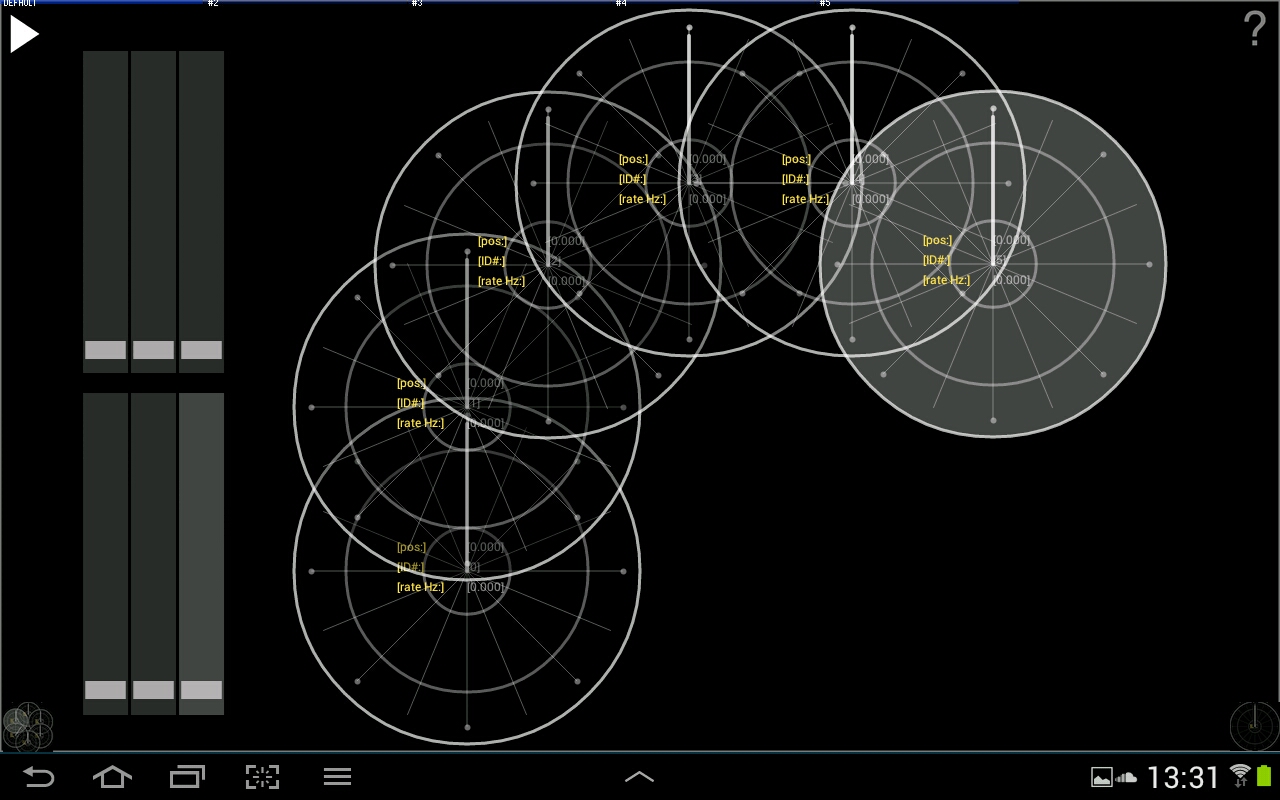 DEFAULT #2 #3 #4 #5
?
[pos:] [0.000]
[ID#:] [3]
[rate Hz:] [0.000]
[pos:] [0.000]
[ID#:] [4]
[rate Hz:] [0.000]
[pos:] [0.000]
[ID#:] [2]
[rate Hz:] [0.000]
[pos:] [0.000]
[ID#:] [5]
[rate Hz:] [0.000]
[pos:] [0.000]
[ID#:] [1]
[rate Hz:] [0.000]
[pos:] [0.000]
[ID#:] [0]
[rate Hz:] [0.000]
13:31